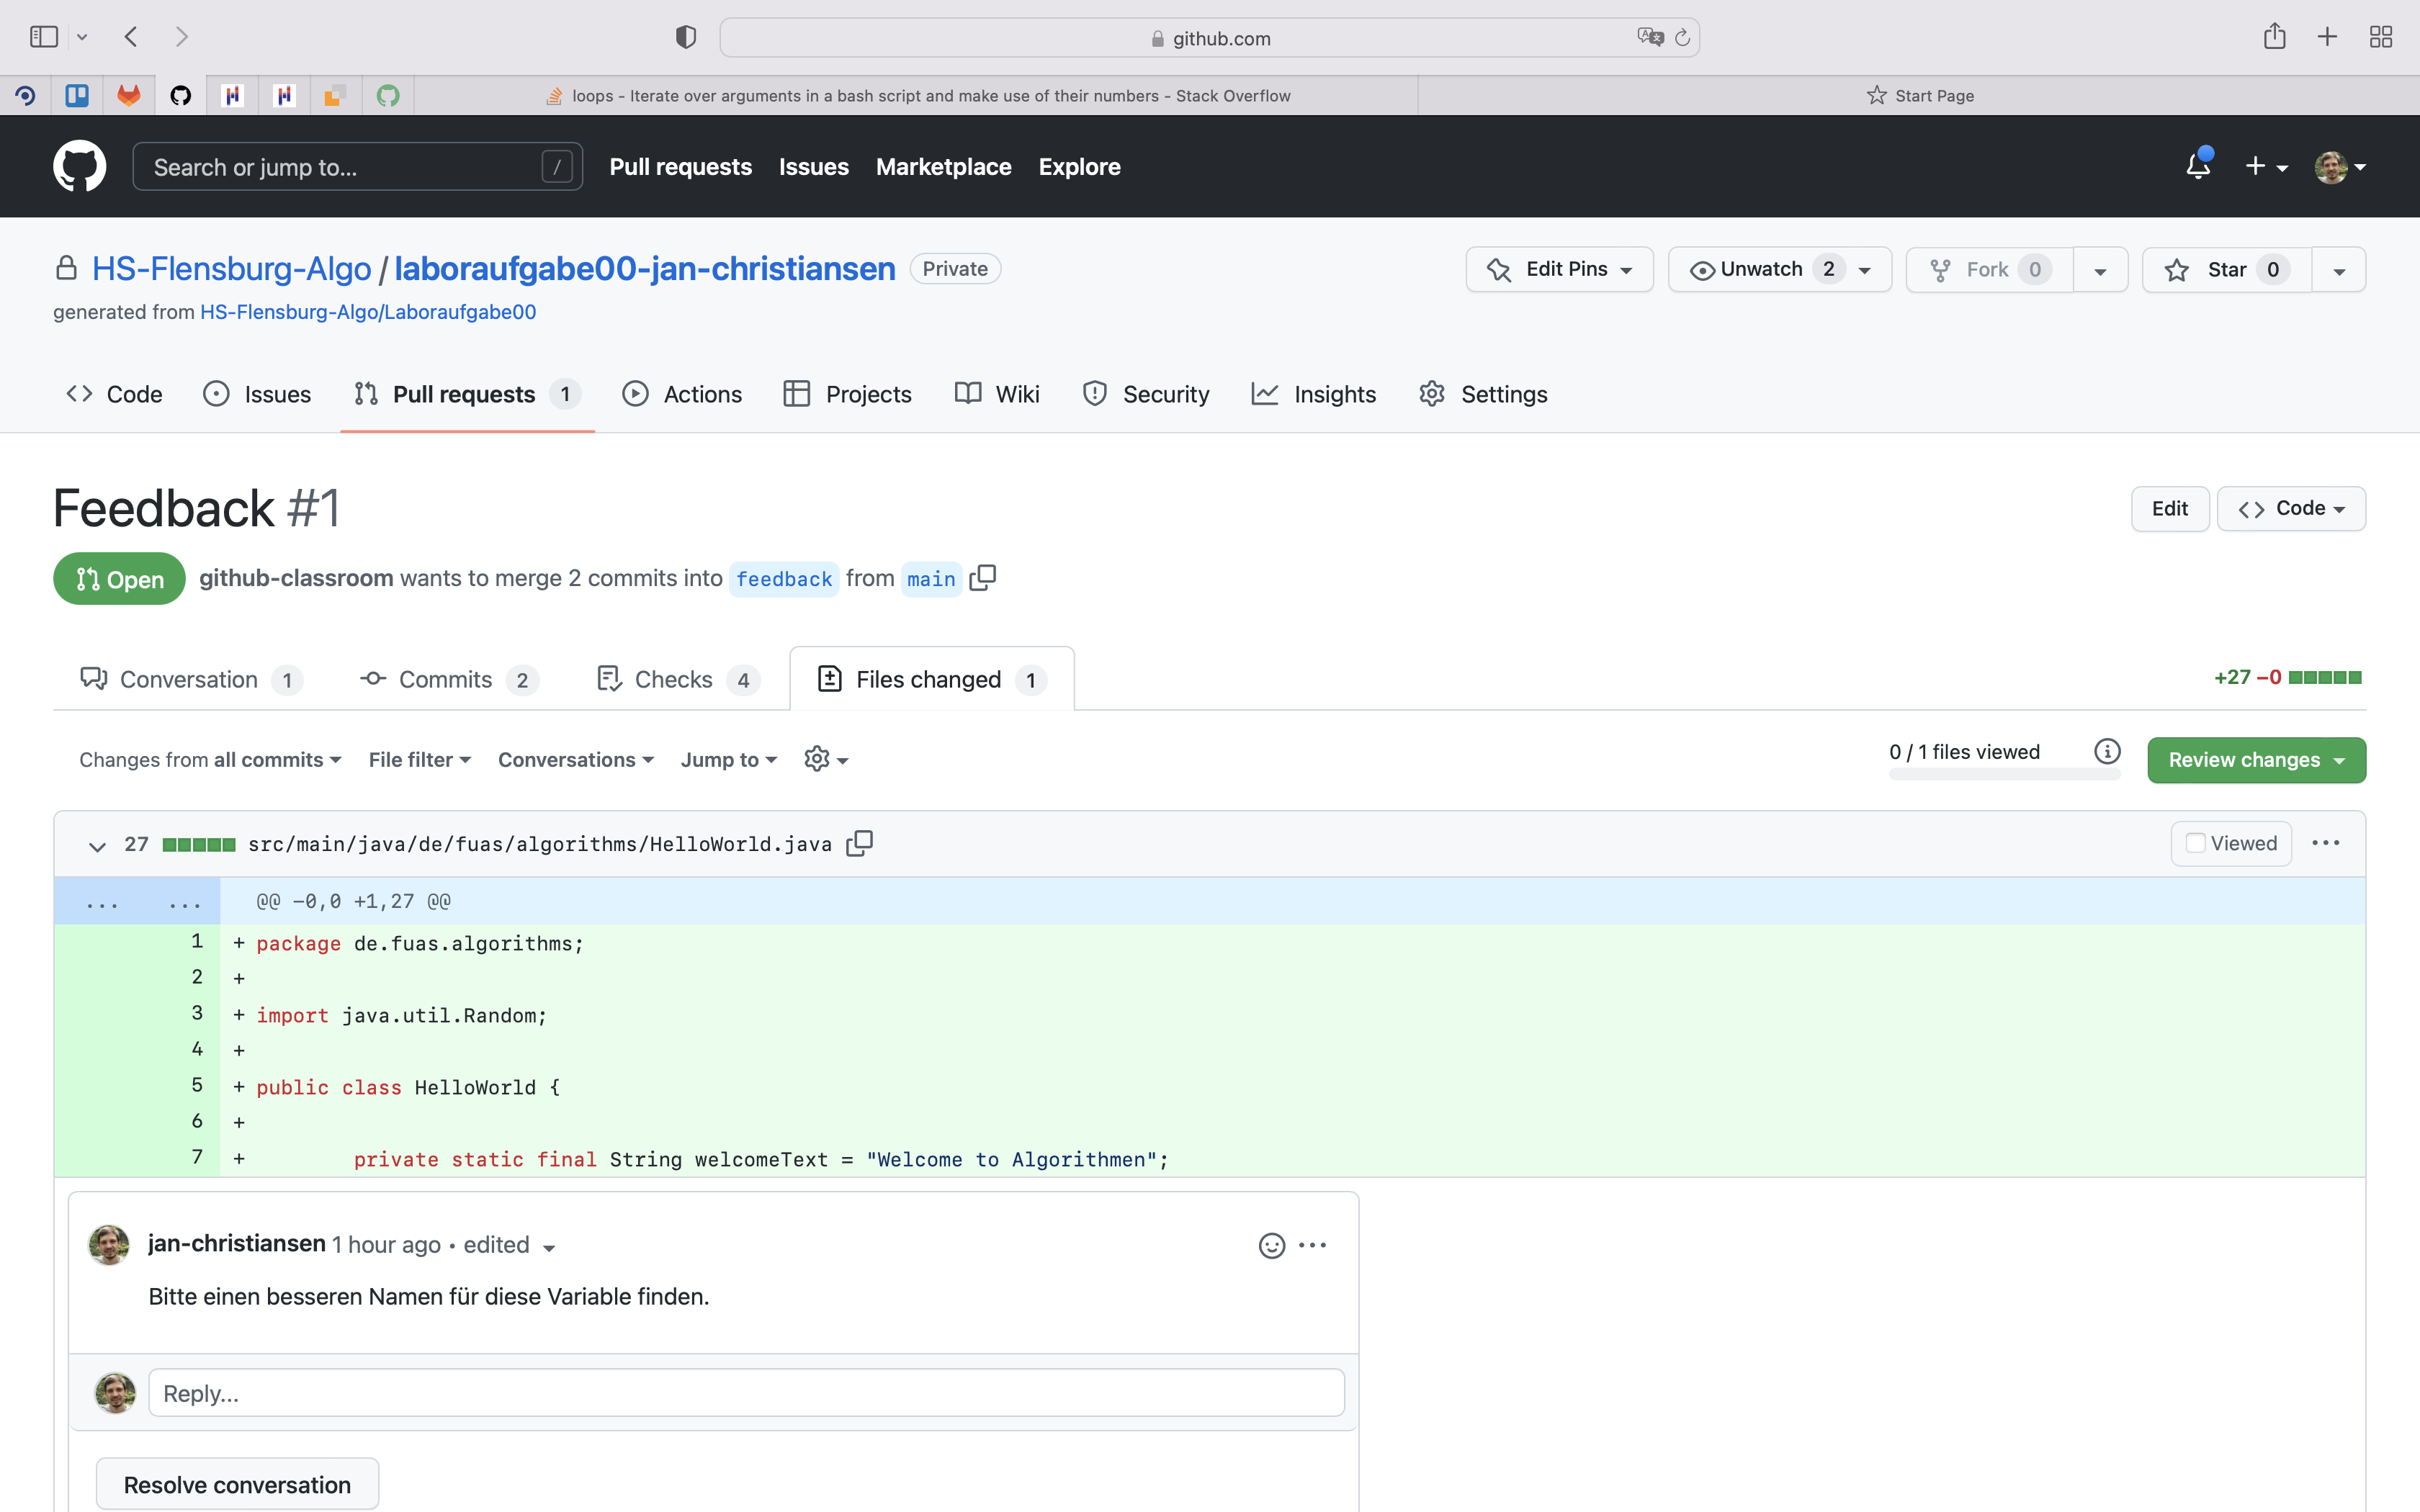 github.com
loops - Iterate over arguments in a bash script and make use of their numbers - Stack Overflow
Start Page
Search or jump to...
/
Pull requests
Issues
Marketplace
Explore
HS-Flensburg-Algo / laboraufgabe00-jan-christiansen Private
Edit Pins
Unwatch 2
Fork 0
Star 0
generated from HS-Flensburg-Algo/Laboraufgabe00
Code
Issues
Pull requests 1
Actions
Projects
Wiki
Security
Insights
Settings
Feedback #1
Edit
Code
Open
github-classroom wants to merge 2 commits into feedback from main
Conversation 1
Commits 2
Checks 4
Files changed 1
+27 −0
Changes from all commits
File filter
Conversations
Jump to
0 / 1 files viewed
Review changes
27 src/main/java/de/fuas/algorithms/HelloWorld.java
Viewed
... ... @@ -0,0 +1,27 @@
1 + package de.fuas.algorithms;
2 +
3 + import java.util.Random;
4 +
5 + public class HelloWorld {
6 +
7 + private static final String welcomeText = "Welcome to Algorithmen";
jan-christiansen 1 hour ago • edited
Bitte einen besseren Namen für diese Variable finden.
Reply...
Resolve conversation